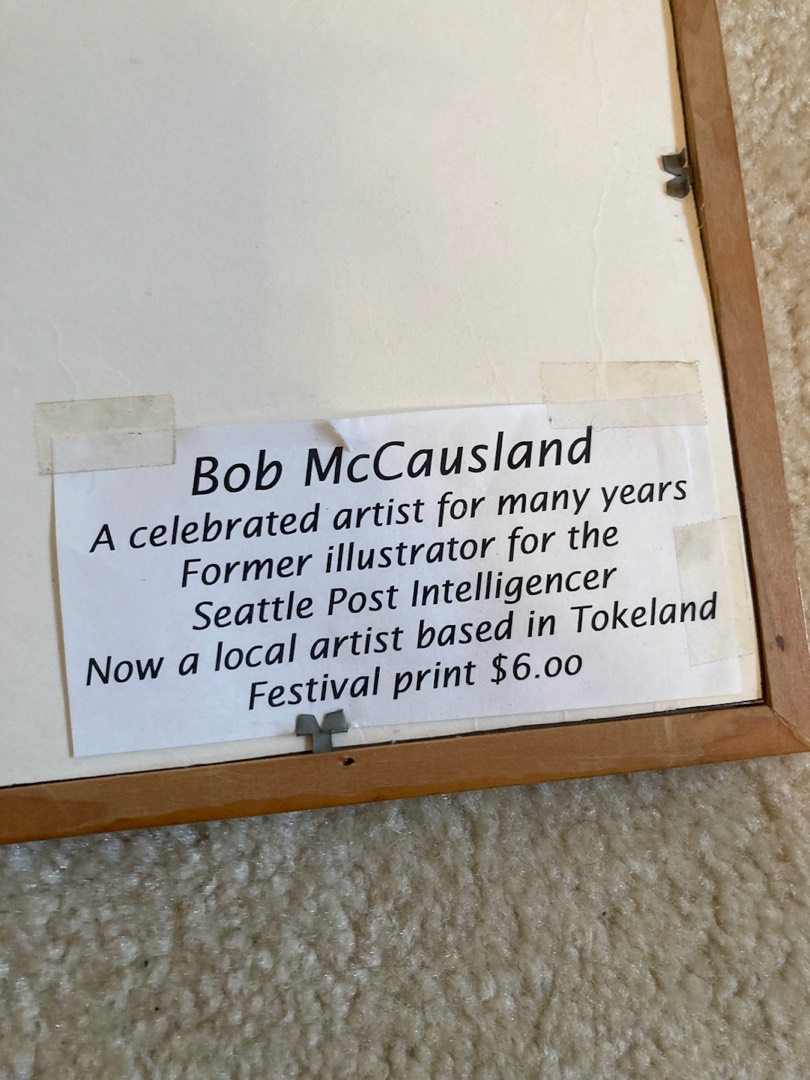 Bob McCausland
A celebrated artist for many years
Former illustrator for the
Seattle Post Intelligencer
Now a local artist based in Tokeland
Festival print $6.00